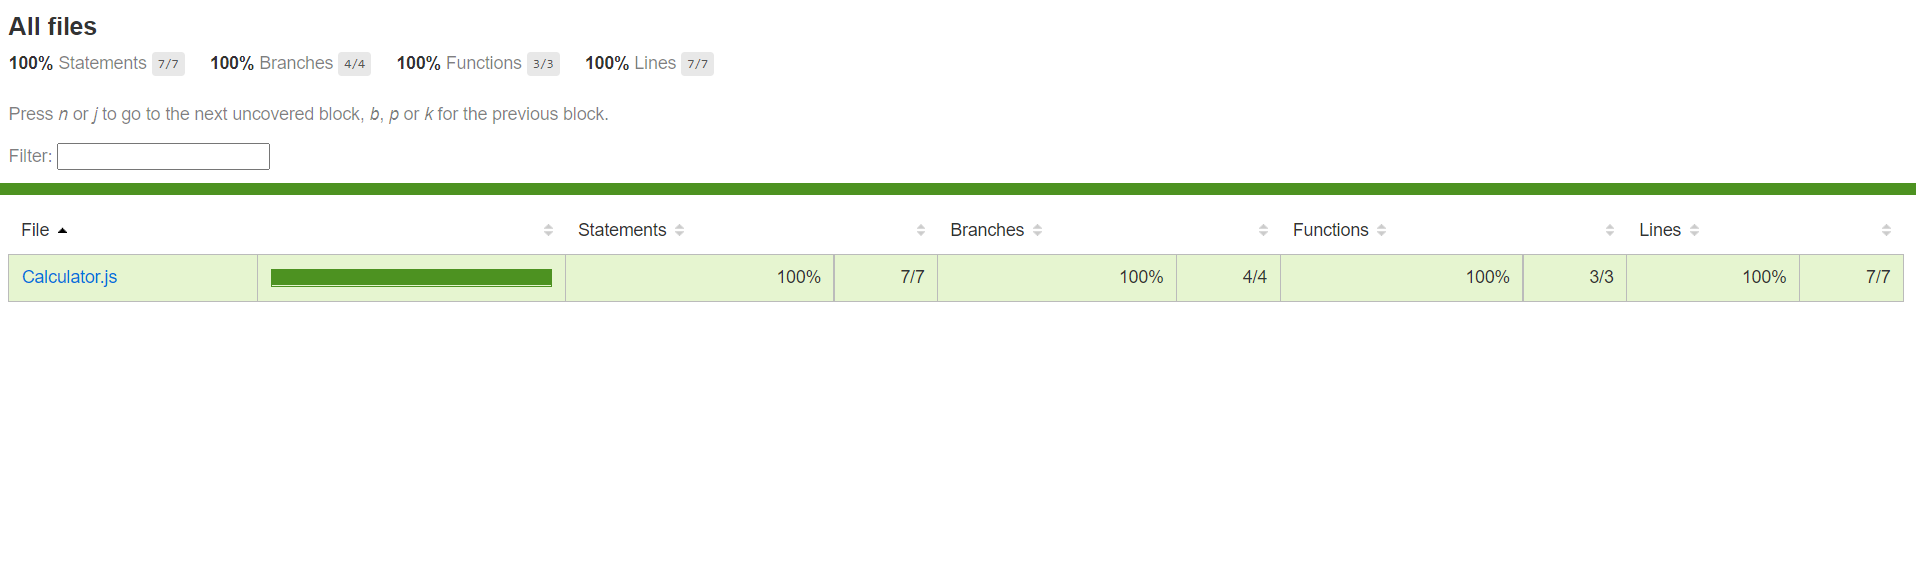 All files
100% Statements 7/7 100% Branches 4/4 100% Functions 3/3 100% Lines 7/7
Press n or j to go to the next uncovered block, b, p or k for the previous block.
Filter:
File Statements Branches Functions Lines
Calculator.js 100% 7/7 100% 4/4 100% 3/3 100% 7/7